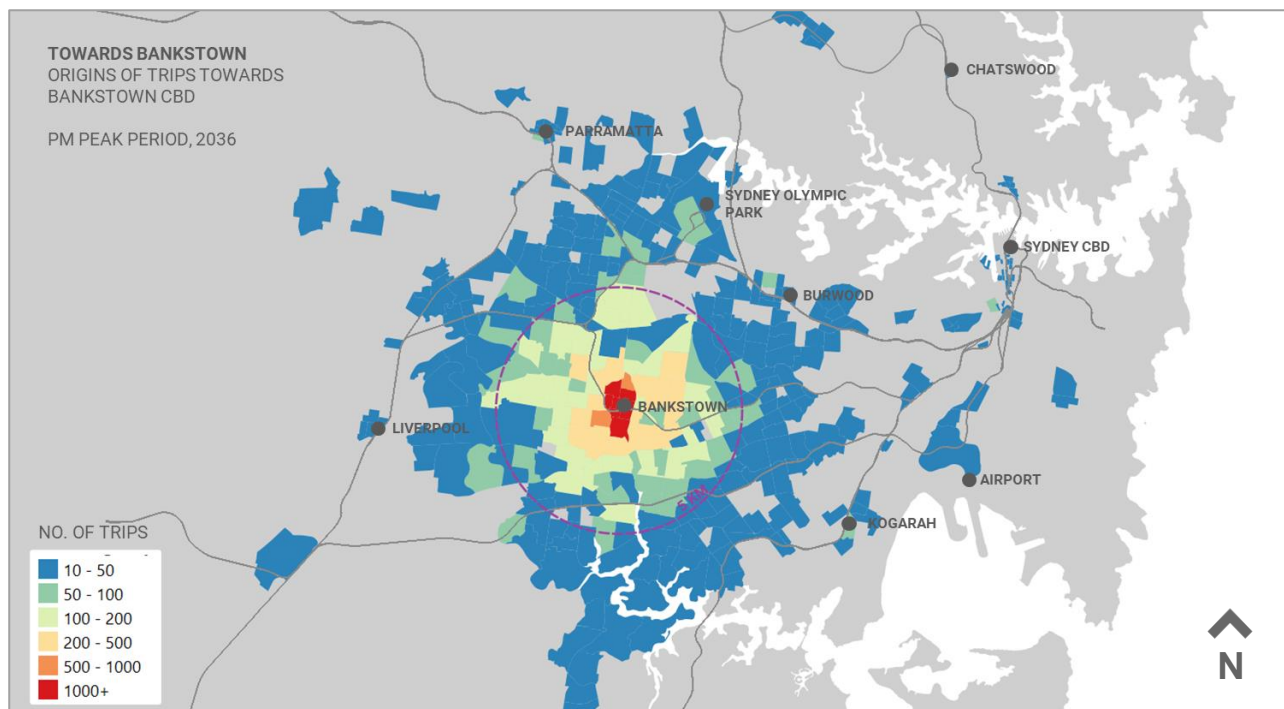 TOWARDS BANKSTOWN
ORIGINS OF TRIPS TOWARDS
BANKSTOWN CBD
PM PEAK PERIOD, 2036
CHATSWOOD
PARRAMATTA
SYDNEY OLYMPIC
PARK
SYDNEY CBD
BURWOOD
BANKSTOWN
LIVERPOOL
AIRPORT
5 KM
KOGARAH
NO. OF TRIPS
10 - 50
50 - 100
100 - 200
200 - 500
500 - 1000
1000+
N